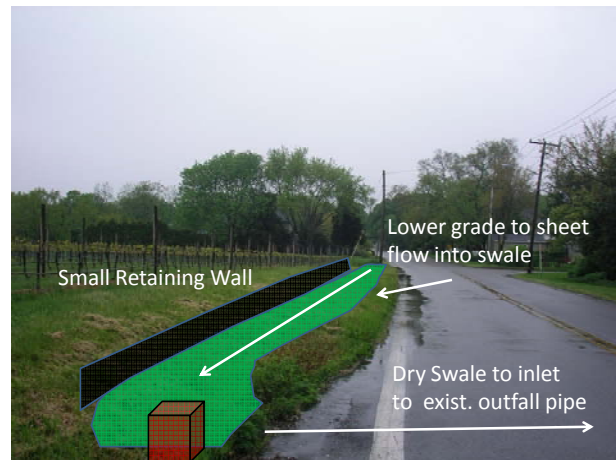 Lower grade to sheet
flow into swale
Small Retaining Wall
Dry Swale to inlet
to exist. outfall pipe